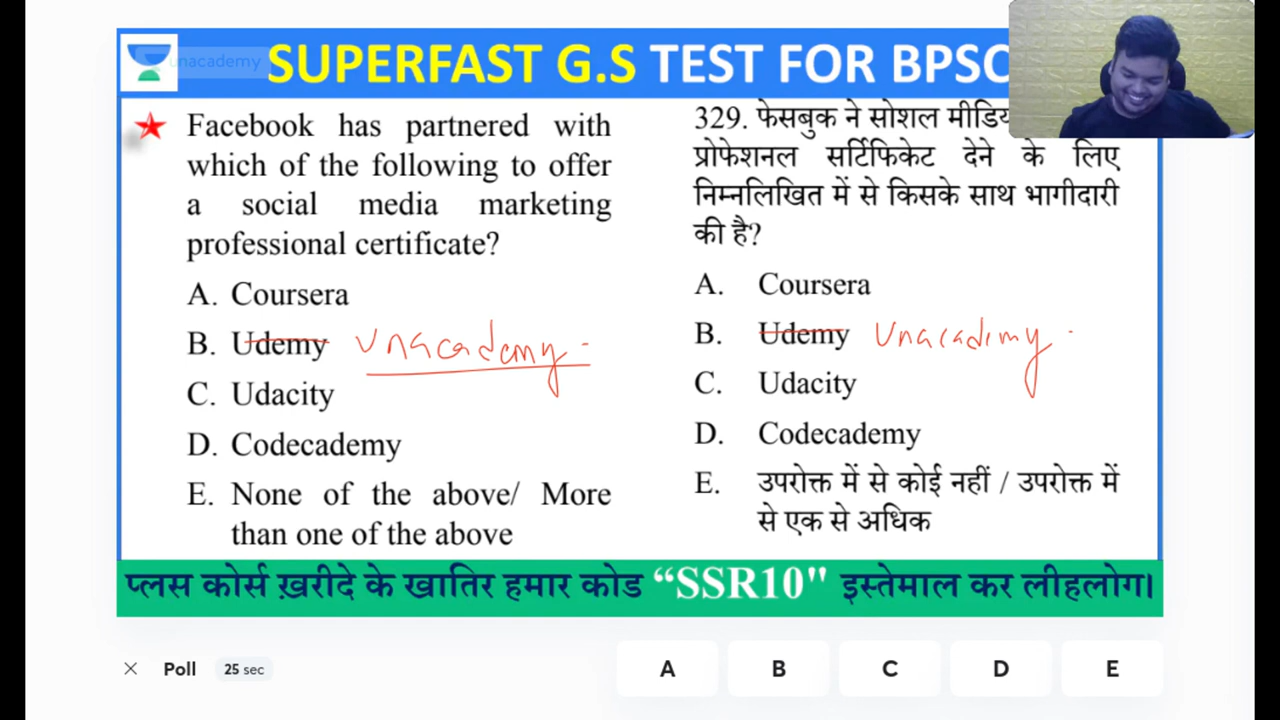 unacademy
SUPERFAST G.S TEST FOR BPSC
Facebook has partnered with
which of the following to offer
a social media marketing
professional certificate?
A. Coursera
B. Udemy unacademy
C. Udacity
D. Codecademy
E. None of the above/ More
than one of the above
329. फेसबुक ने सोशल
प्रोफेशनल सर्टिफिकेट देने के लिए
निम्नलिखित में से किसके साथ भागीदारी
की है?
A. Coursera
B. Udemy Unacademy
C. Udacity
D. Codecademy
E. उपरोक्त में से कोई नहीं / उपरोक्त में
से एक से अधिक
प्लस कोर्स ख़रीदे के खातिर हमार कोड “SSR10" इस्तेमाल कर लीहलोग।
Poll 25 sec A B C D E